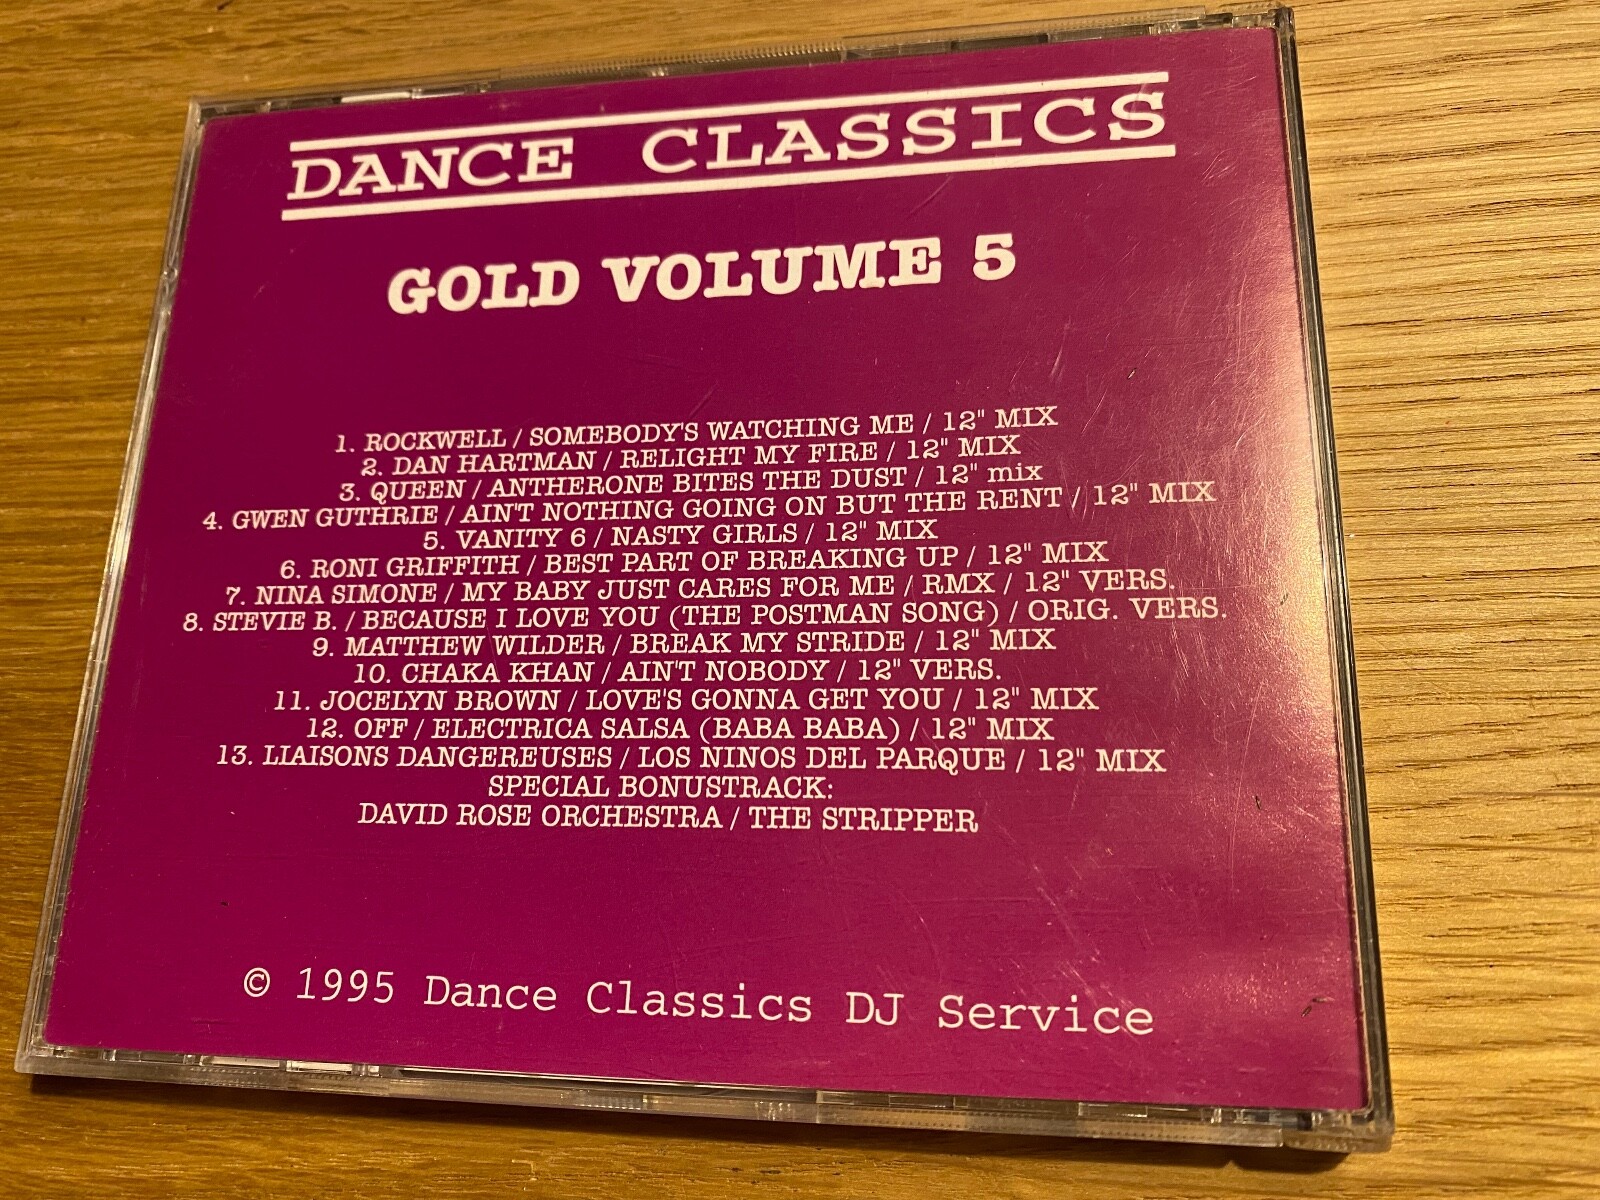 DANCE CLASSICS
GOLD VOLUME 5
1. ROCKWELL / SOMEBODY'S WATCHING ME / 12" MIX
2. DAN HARTMAN / RELIGHT MY FIRE / 12" MIX
3. QUEEN / ANTHERONE BITES THE DUST / 12" mix
4. GWEN GUTHRIE / AIN'T NOTHING GOING ON BUT THE RENT / 12" MIX
5. VANITY 6 / NASTY GIRLS / 12" MIX
6. RONI GRIFFITH / BEST PART OF BREAKING UP / 12" MIX
7. NINA SIMONE / MY BABY JUST CARES FOR ME / RMX / 12" VERS.
8. STEVIE B. / BECAUSE I LOVE YOU (THE POSTMAN SONG) / ORIG. VERS.
9. MATTHEW WILDER / BREAK MY STRIDE / 12" MIX
10. CHAKA KHAN / AIN'T NOBODY / 12" VERS.
11. JOCELYN BROWN / LOVE'S GONNA GET YOU / 12" MIX
12. OFF / ELECTRICA SALSA (BABA BABA) / 12" MIX
13. LIAISONS DANGEREUSES / LOS NINOS DEL PARQUE / 12" MIX
SPECIAL BONUSTRACK:
DAVID ROSE ORCHESTRA / THE STRIPPER
© 1995 Dance Classics DJ Service